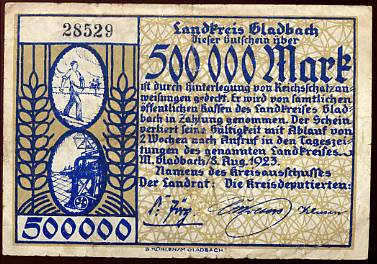 28529
Landkreis Gladbach
Dieser Gutschein über
500 000 Mark
ist durch Hinterlegung von Reichsschatzan-
weisungen gedeckt. Er wird von sämtlichen
öffentlichen Kassen des Landkreises Glad-
bach in Zahlung genommen. Der Schein
verliert seine Gültigkeit mit Ablauf von
2 Wochen nach Anruf in den Tageszei-
tungen des genannten Landkreises.
M. Gladbach, 8. Aug. 1923.
Namens des Kreisausschusses
Der Landrat: Die Kreisdeputierten:
500000
B. KÜHLEN/M. GLADBACH